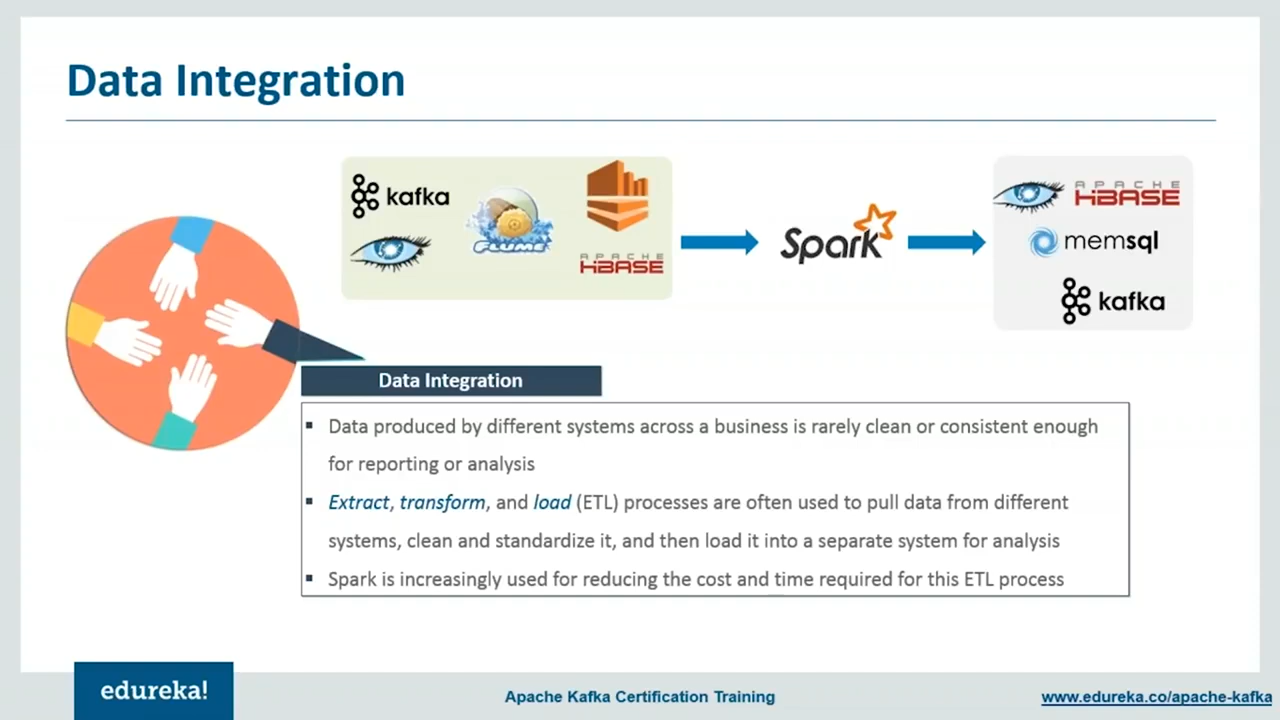 Data Integration
kafka
FLUME
APACHE
HBASE
Spark
APACHE
HBASE
memsql
kafka
Data Integration
Data produced by different systems across a business is rarely clean or consistent enough
for reporting or analysis
Extract, transform, and load (ETL) processes are often used to pull data from different
systems, clean and standardize it, and then load it into a separate system for analysis
Spark is increasingly used for reducing the cost and time required for this ETL process
edureka!
Apache Kafka Certification Training
www.edureka.co/apache-kafka